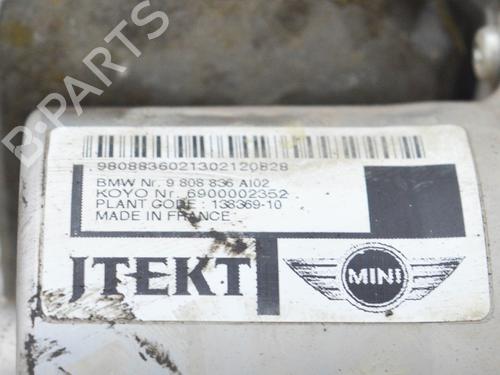 B-PARTS
9808836021302120828
BMW Nr. 9 808 836 AI02
KOYO Nr. 6900002352
PLANT CODE : 138369-10
MADE IN FRANCE
JTEKT
MINI